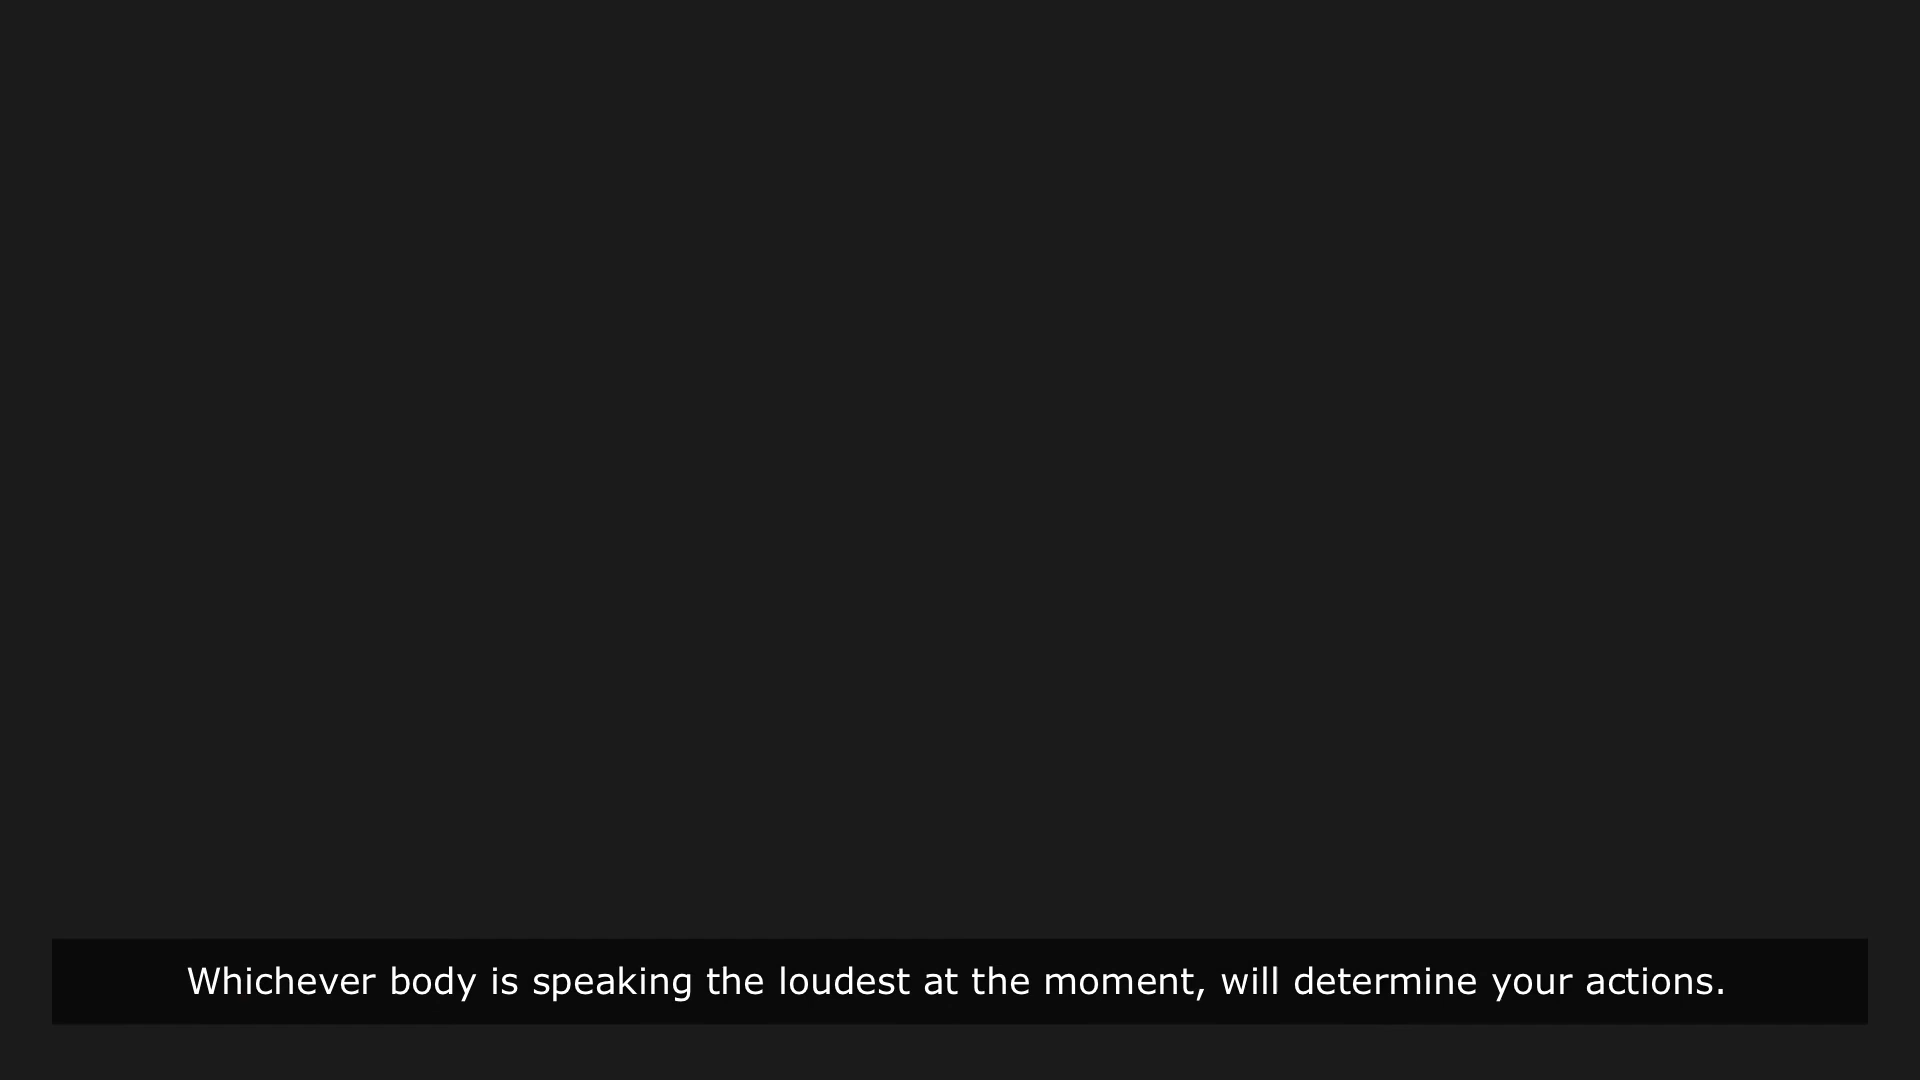 Whichever body is speaking the loudest at the moment, will determine your actions.